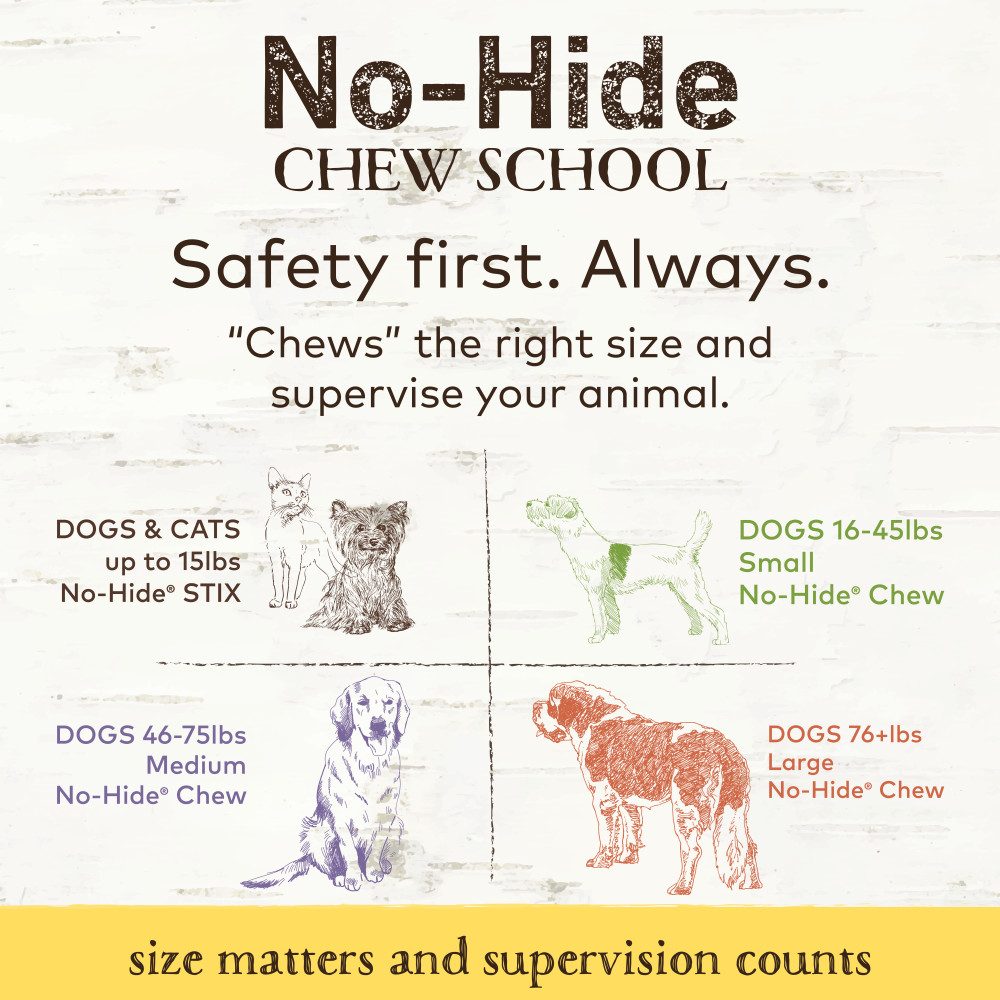 No-Hide
CHEW SCHOOL
Safety first. Always.
“Chews” the right size and
supervise your animal.
DOGS & CATS
up to 15lbs
No-Hide® STIX
DOGS 16-45lbs
Small
No-Hide® Chew
DOGS 46-75lbs
Medium
No-Hide® Chew
DOGS 76+lbs
Large
No-Hide® Chew
size matters and supervision counts